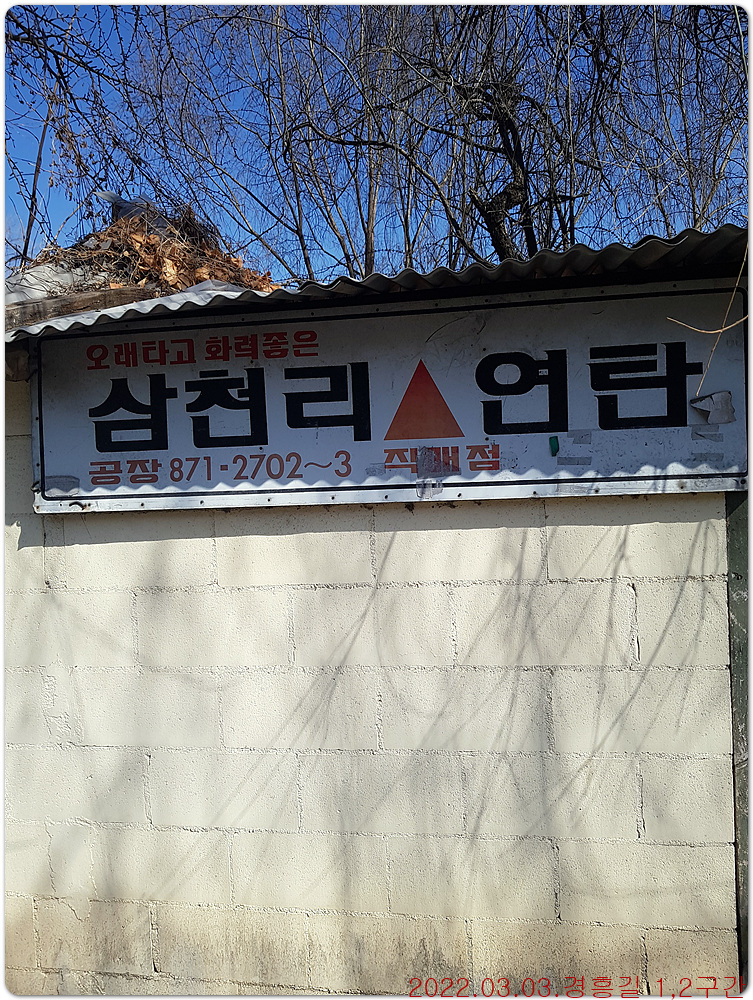 오래타고 화력좋은
삼천리▲연탄
공장 871-2702~3 직매점
2022.03.03.경흥길 1,2구간